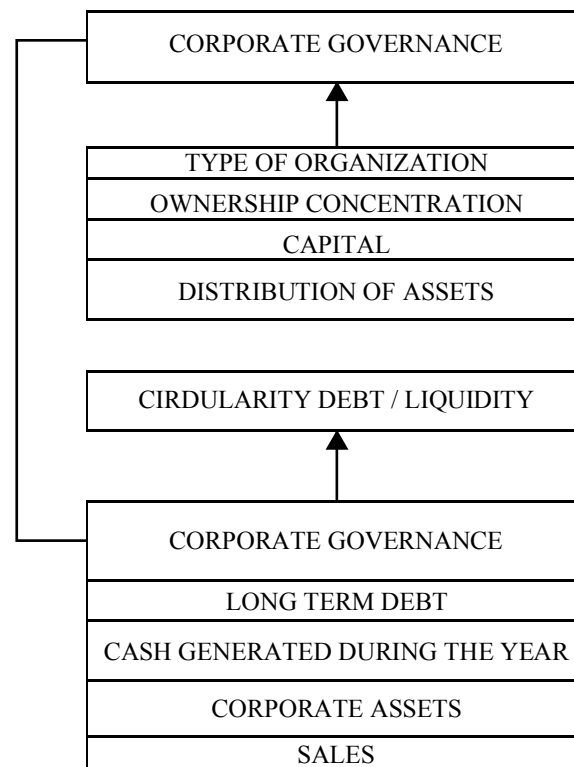 CORPORATE GOVERNANCE
TYPE OF ORGANIZATION
OWNERSHIP CONCENTRATION
CAPITAL
DISTRIBUTION OF ASSETS
CIRDULARITY DEBT / LIQUIDITY
CORPORATE GOVERNANCE
LONG TERM DEBT
CASH GENERATED DURING THE YEAR
CORPORATE ASSETS
SALES